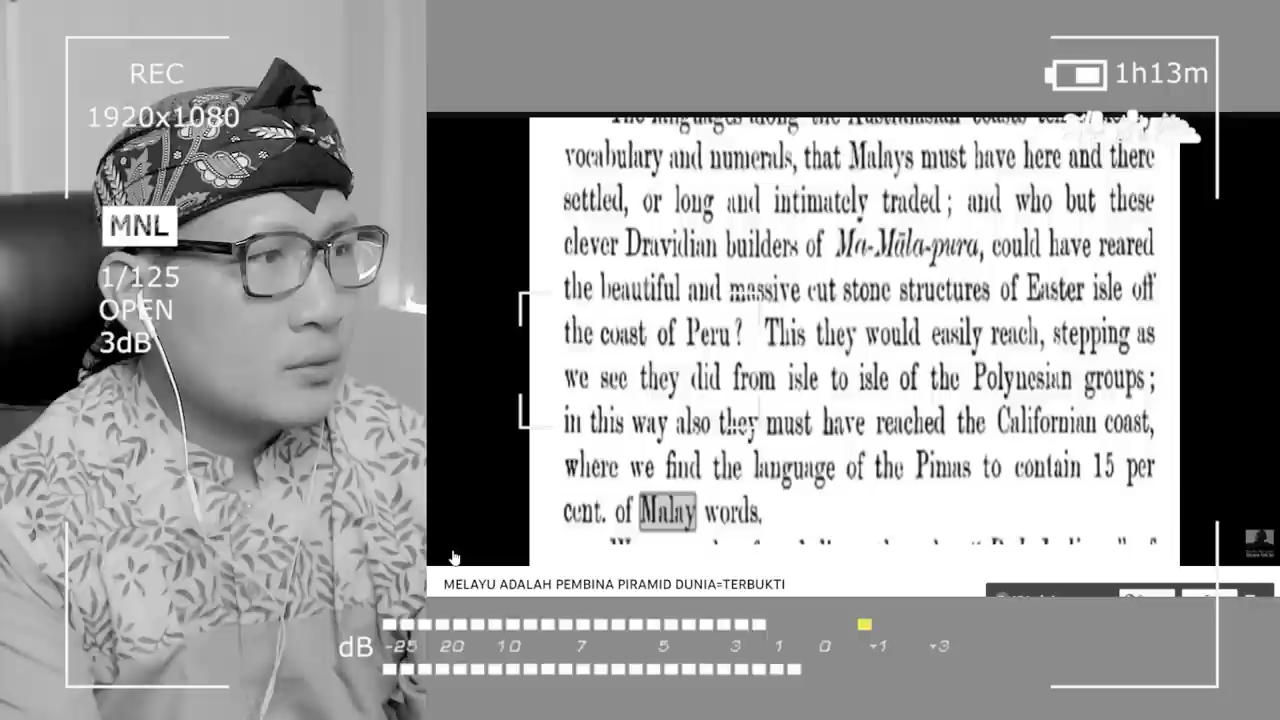 REC
1920x1080
MNL
1/125
OPEN
3dB
1h13m
vocabulary and numerals, that Malays must have here and there
settled, or long and intimately traded; and who but these
clever Dravidian builders of Ma-Māla-pura, could have reared
the beautiful and massive cut stone structures of Easter isle off
the coast of Peru? This they would easily reach, stepping as
we see they did from isle to isle of the Polynesian groups;
in this way also they must have reached the Californian coast,
where we find the language of the Pimas to contain 15 per
cent. of Malay words.
MELAYU ADALAH PEMBINA PIRAMID DUNIA=TERBUKTI
dB -25 20 10 7 5 3 1 0 +1 +3